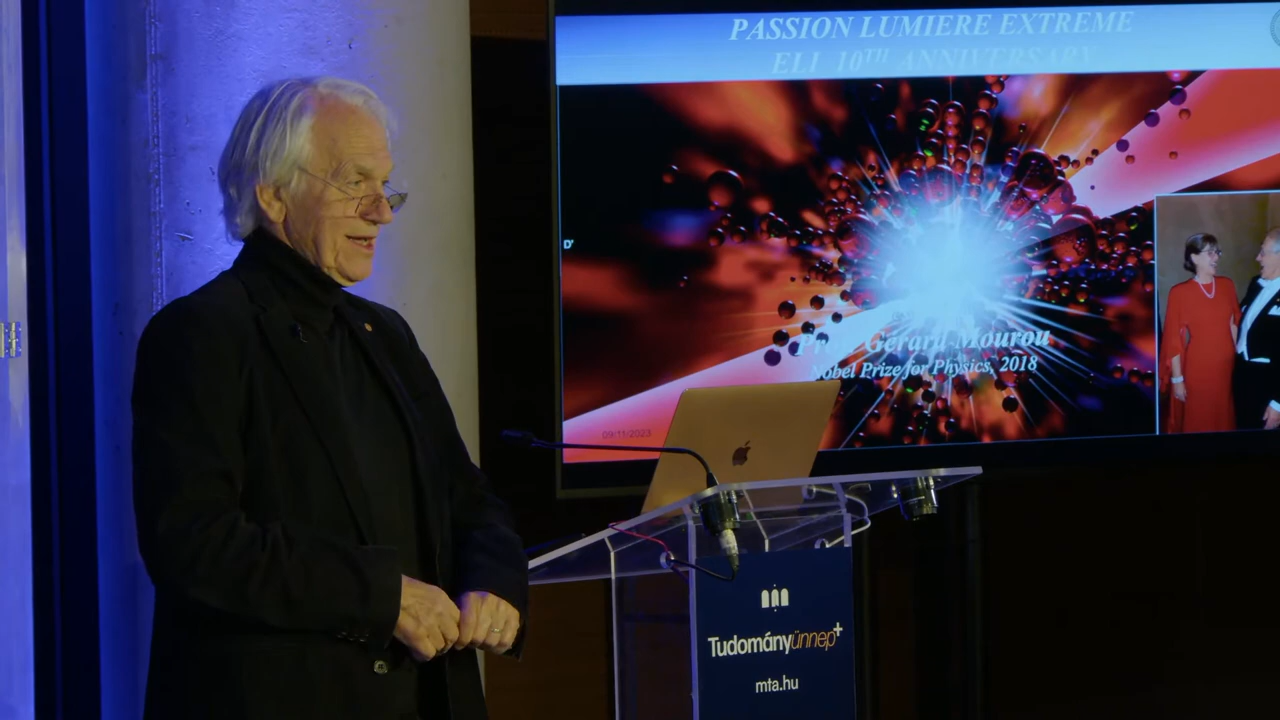 PASSION LUMIERE EXTREME
ELI 10TH ANNIVERSARY
D'
Prof. Gérard Mourou
Nobel Prize for Physics, 2018
09/11/2023
Tudományünnep+
mta.hu